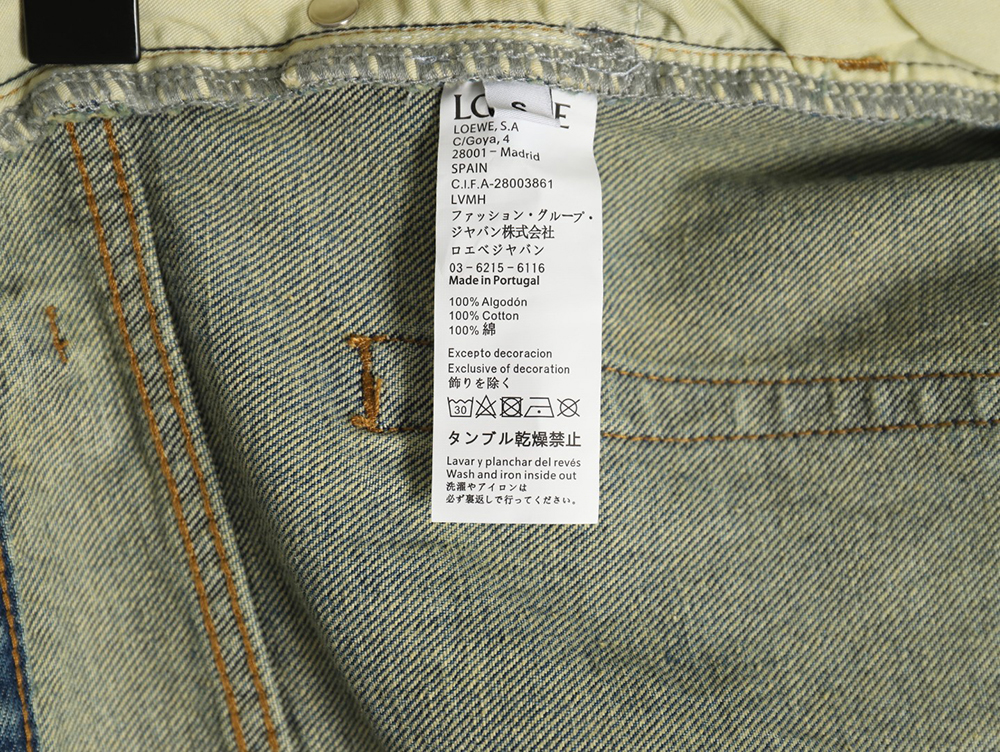 LOEWE
LOEWE, S.A
C/Goya, 4
28001-Madrid
SPAIN
C.I.F.A-28003861
LVMH
ファッション・グループ・
ジャパン株式会社
ロエベジャパン
03-6215-6116
Made in Portugal
100% Algodón
100% Cotton
100% 綿
Excepto decoracion
Exclusive of decoration
飾りを除く
30
タンブル乾燥禁止
Lavar y planchar del revés
Wash and iron inside out
洗濯やアイロンは
必ず裏返しで行ってください。